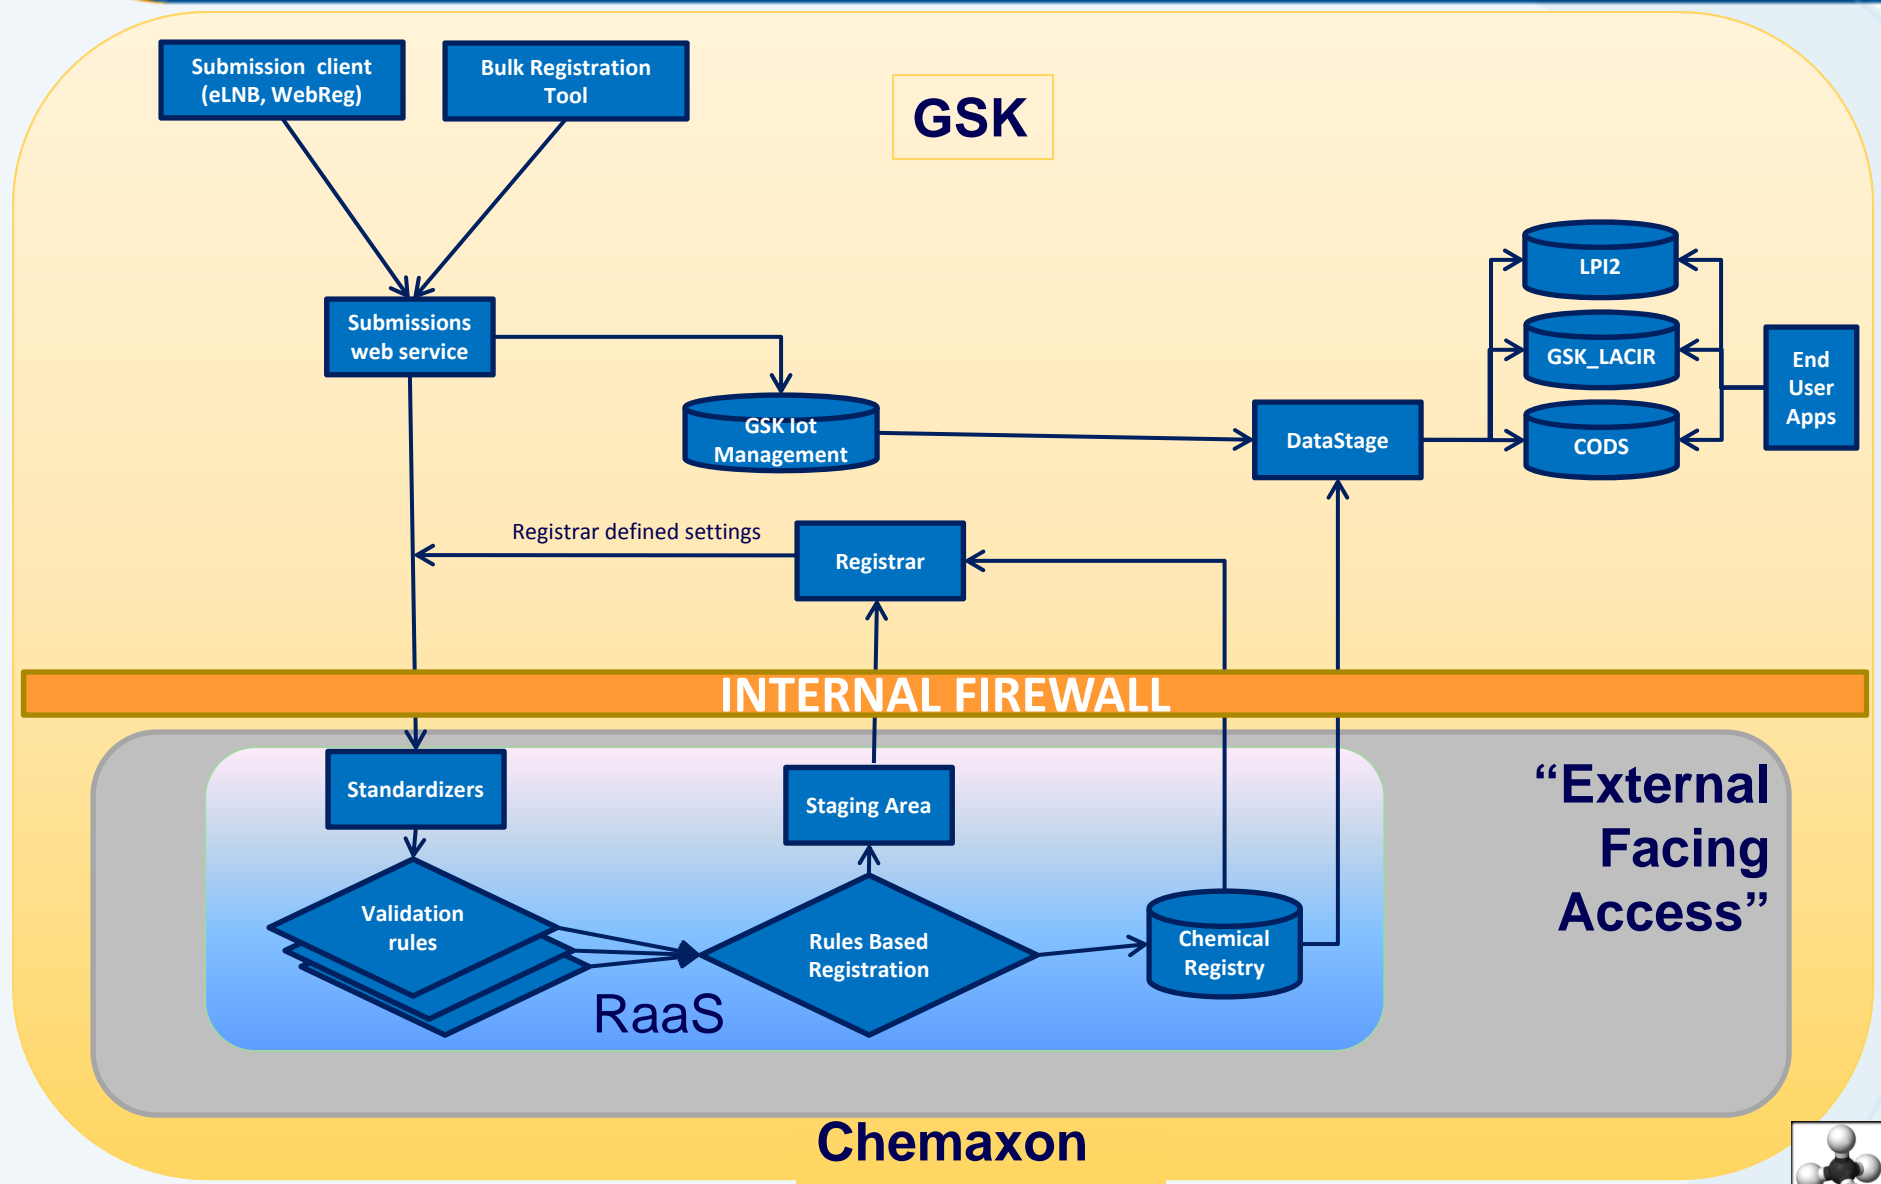 Submission client
(eLNB, WebReg)
Bulk Registration
Tool
GSK
LPI2
Submissions
web service
GSK_LACIR
End
User
Apps
GSK lot
Management
DataStage
CODS
Registrar defined settings
Registrar
INTERNAL FIREWALL
Standardizers
Staging Area
“External
Facing
Access”
Validation
rules
Rules Based
Registration
Chemical
Registry
RaaS
Chemaxon